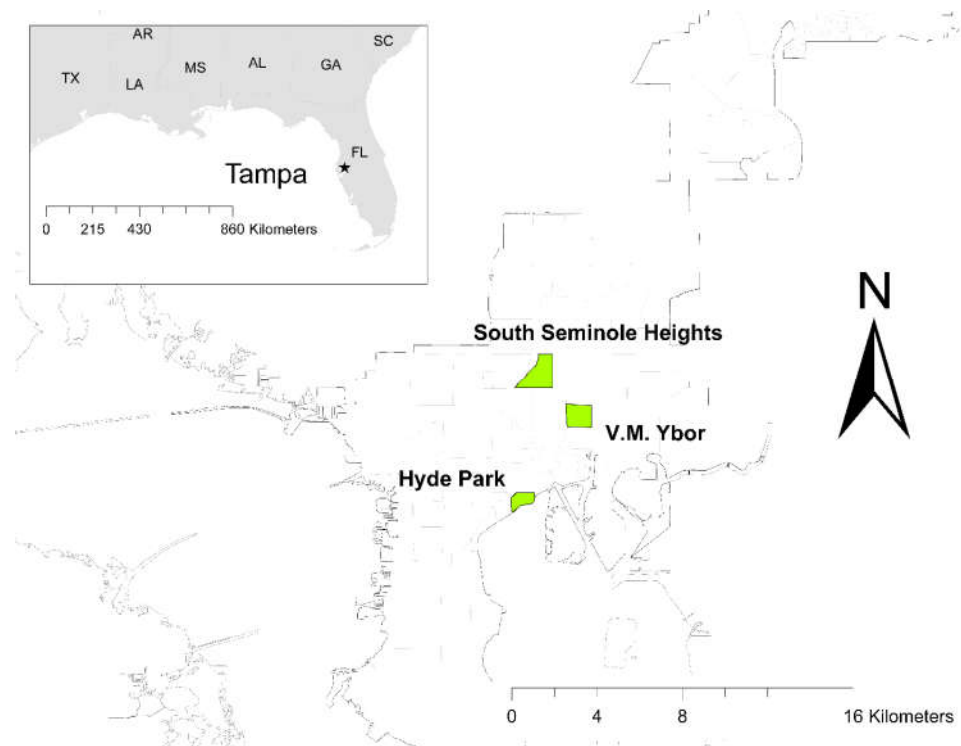 AR
SC
TX
LA
MS
AL
GA
FL
Tampa
0 215 430 860 Kilometers
N
South Seminole Heights
V.M. Ybor
Hyde Park
0 4 8 16 Kilometers